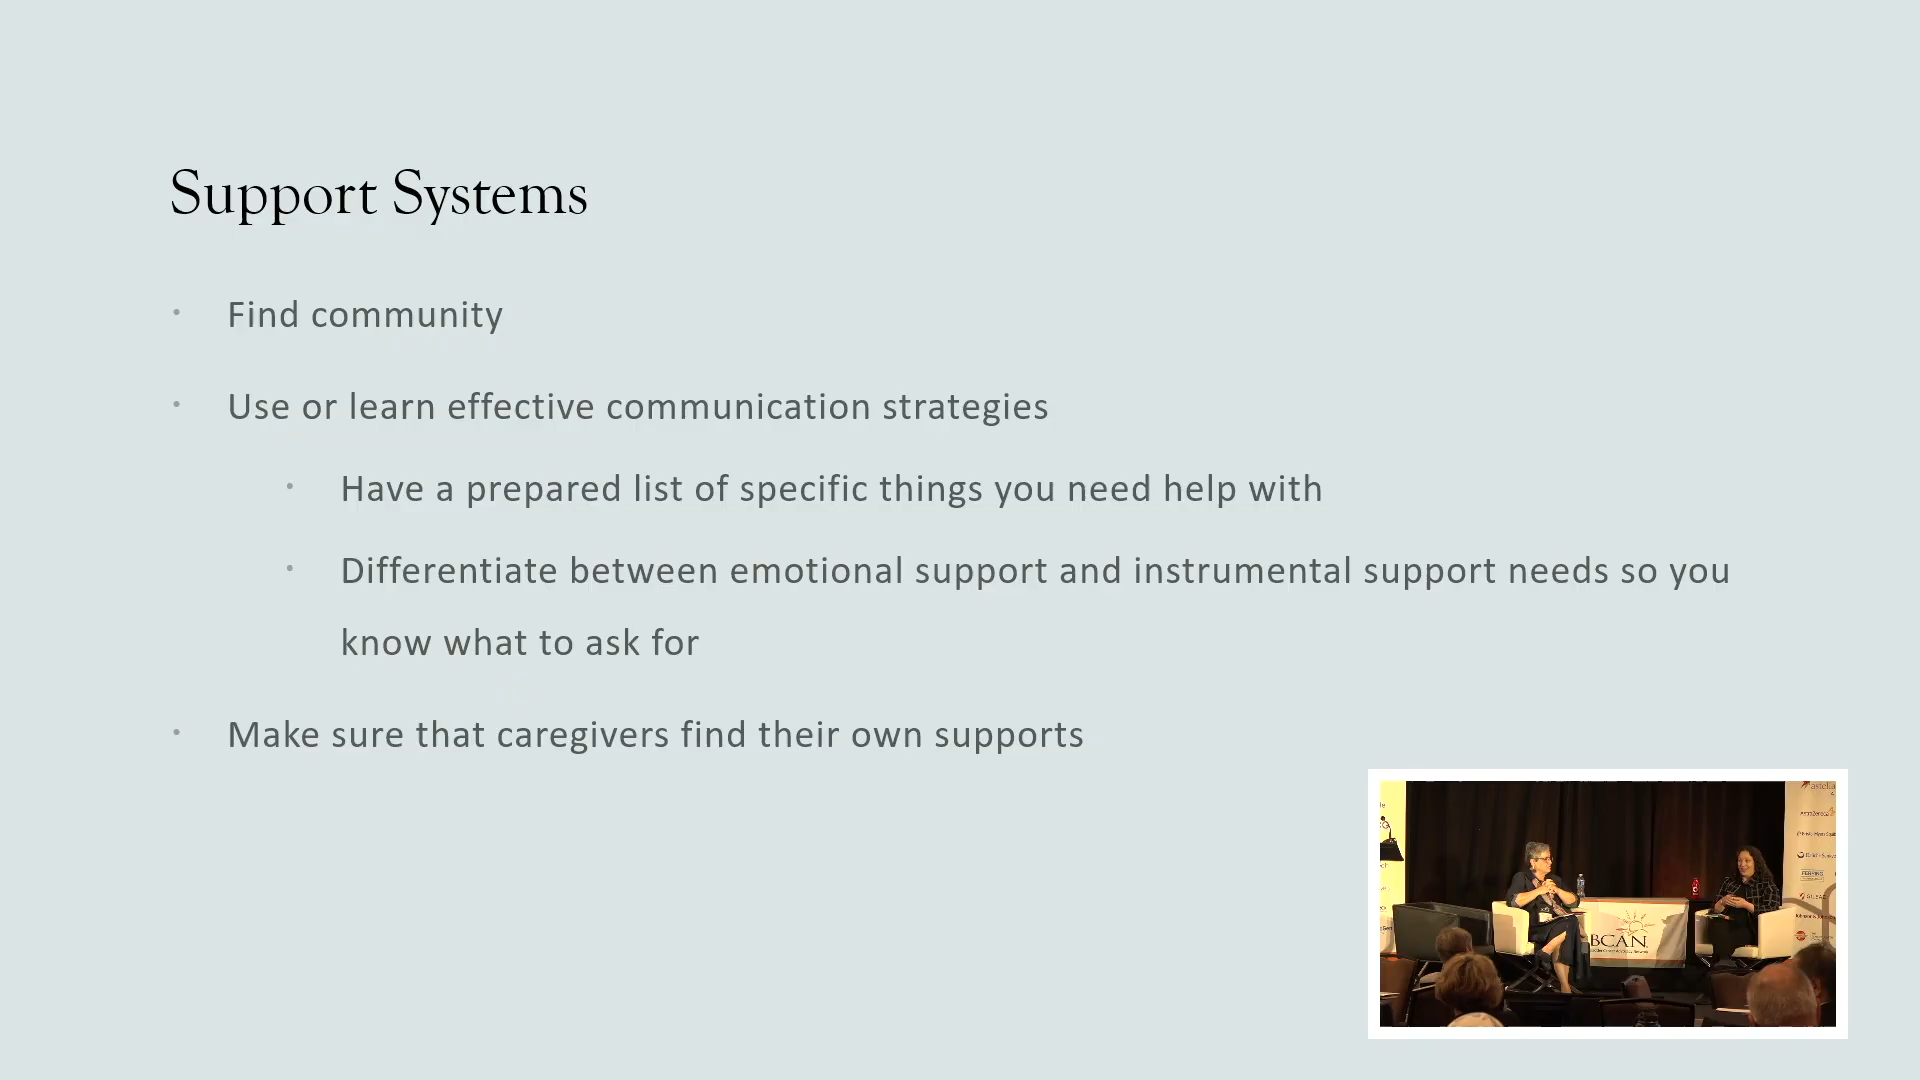 Support Systems
Find community
Use or learn effective communication strategies
Have a prepared list of specific things you need help with
Differentiate between emotional support and instrumental support needs so you
know what to ask for
Make sure that caregivers find their own supports
BCAN